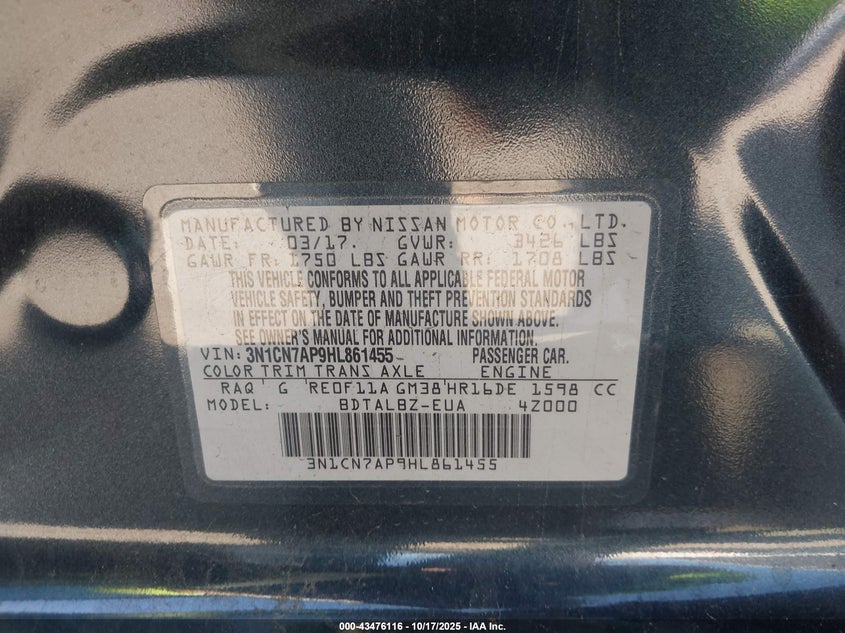 MANUFACTURED BY NISSAN MOTOR CO., LTD.
DATE: 03/17. GVWR: 3426 LBS
GAWR FR: 1750 LBS GAWR RR: 1708 LBS
THIS VEHICLE CONFORMS TO ALL APPLICABLE FEDERAL MOTOR
VEHICLE SAFETY, BUMPER AND THEFT PREVENTION STANDARDS
IN EFFECT ON THE DATE OF MANUFACTURE SHOWN ABOVE.
SEE OWNER'S MANUAL FOR ADDITIONAL INFORMATION.
VIN: 3N1CN7AP9HL861455 PASSENGER CAR.
COLOR TRIM TRANS AXLE ENGINE
RAQ G RE0F11A GM38 HR16DE 1598 CC
MODEL: BDTALBZ-EUA 4Z000
3N1CN7AP9HL861455
000-43476116 - 10/17/2025 - IAA Inc.